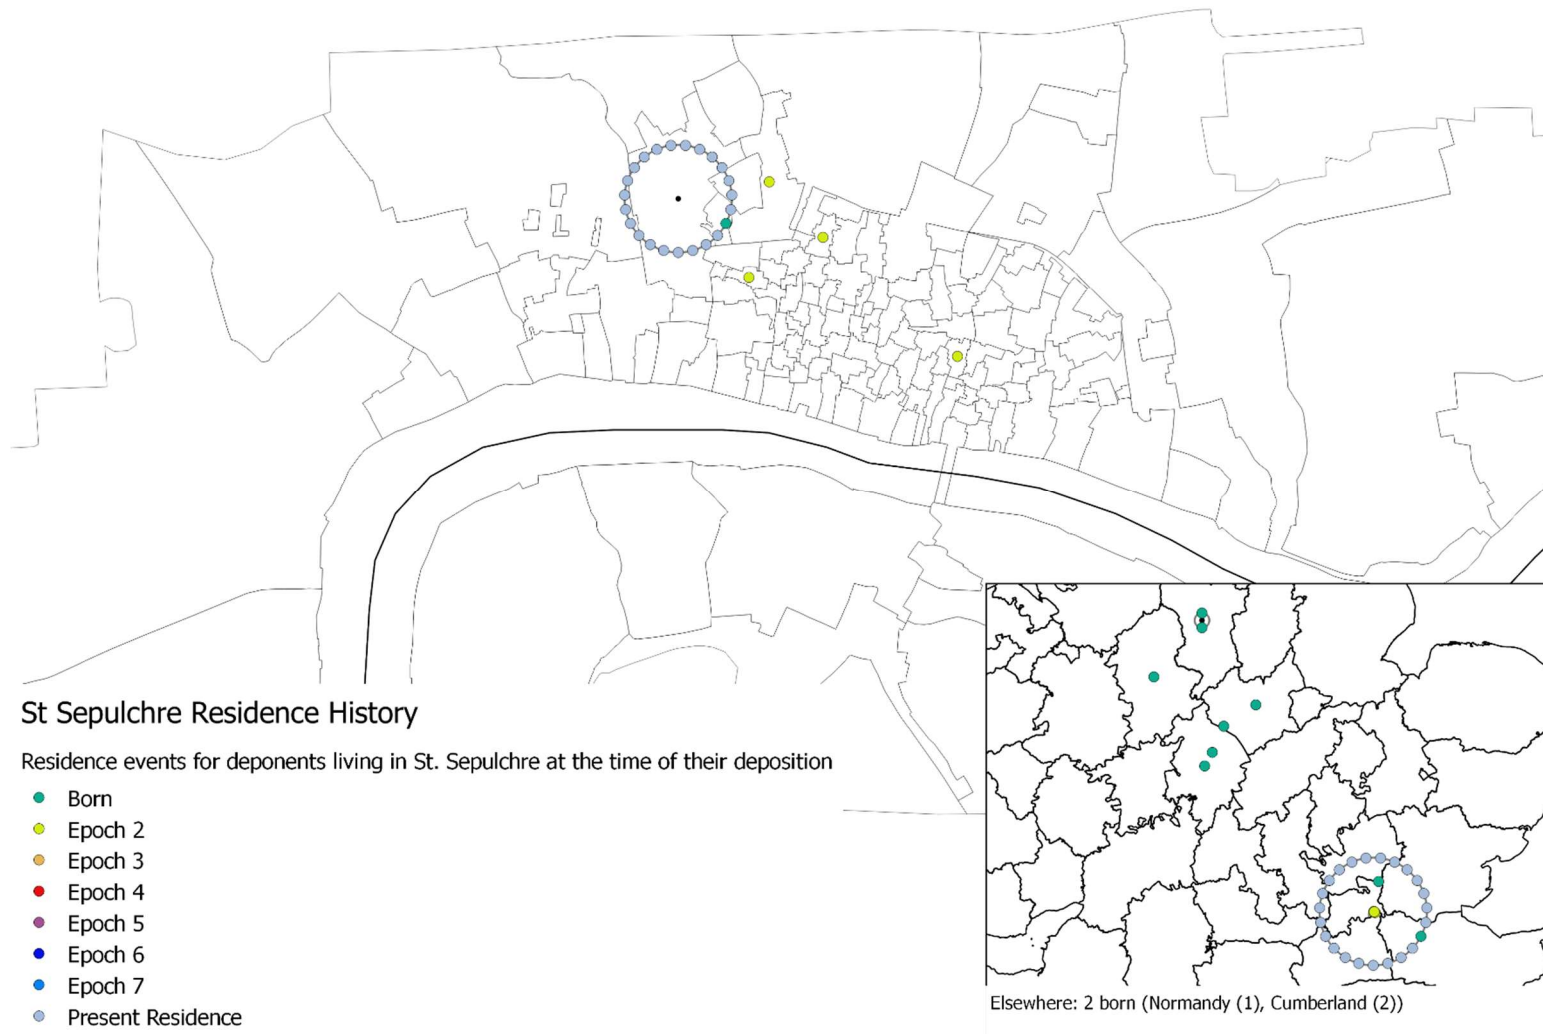 St Sepulchre Residence History
Residence events for deponents living in St. Sepulchre at the time of their deposition
Born
Epoch 2
Epoch 3
Epoch 4
Epoch 5
Epoch 6
Epoch 7
Present Residence
Elsewhere: 2 born (Normandy (1), Cumberland (2))